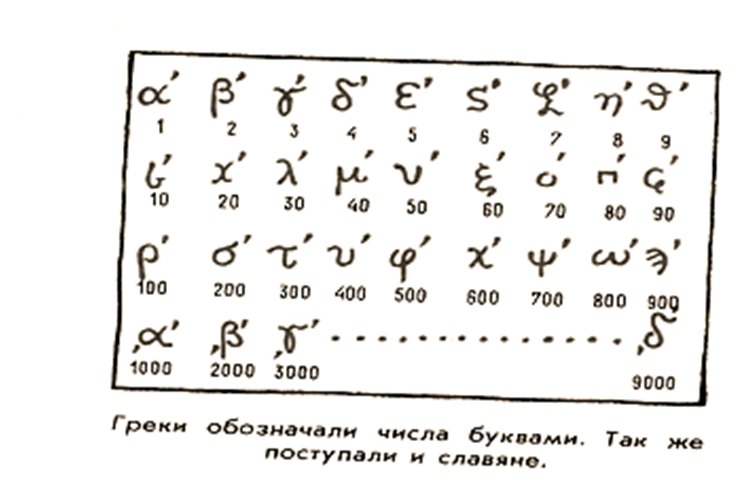 α′ β′ γ′ δ′ ε′ ς′ ξ′ η′ θ′
1 2 3 4 5 6 7 8 9
ι′ χ′ λ′ μ′ ν′ ξ′ ο′ π′ ς′
10 20 30 40 50 60 70 80 90
ρ′ σ′ τ′ υ′ φ′ χ′ ψ′ ω′ ϡ′
100 200 300 400 500 600 700 800 900
͵α′ ͵β′ ͵γ′ . . . . . . . . . . . . . . . . ͵δ′
1000 2000 3000 9000
Греки обозначали числа буквами. Так же
поступали и славяне.